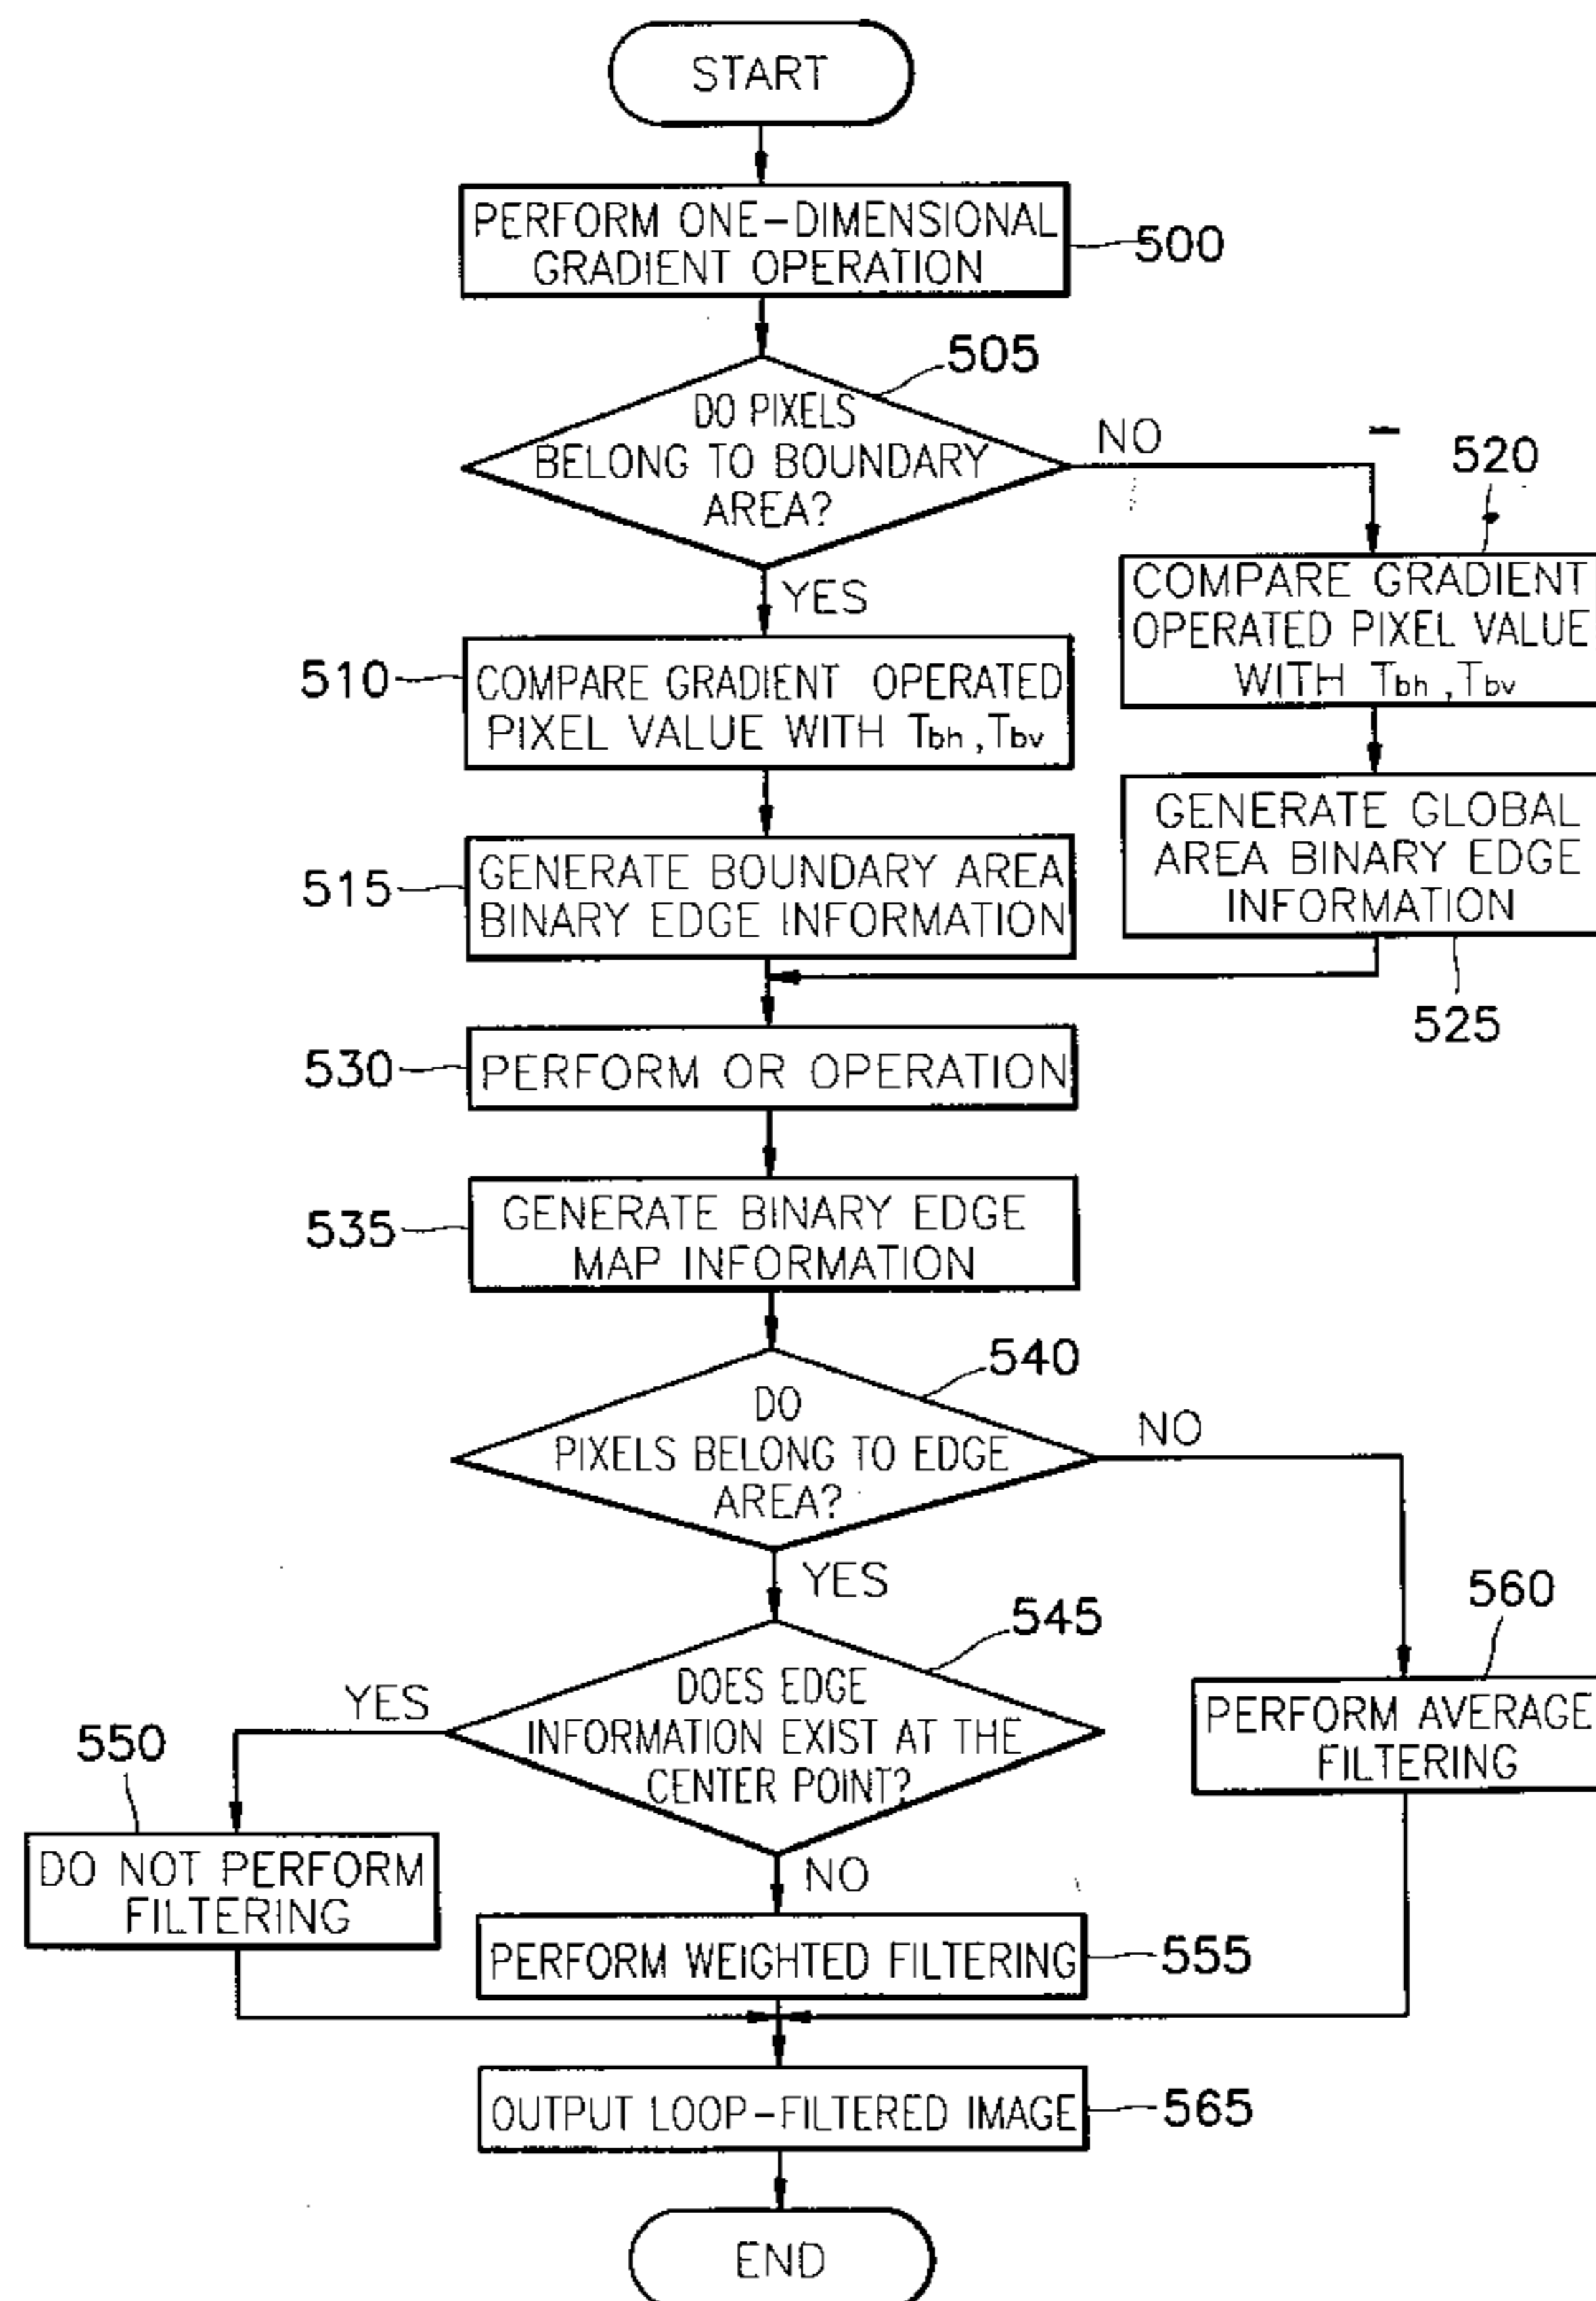 START
PERFORM ONE-DIMENSIONAL
GRADIENT OPERATION
500
505
DO PIXELS
BELONG TO BOUNDARY
AREA?
NO
520
YES
COMPARE GRADIENT
OPERATED PIXEL VALUE
WITH Tbh, Tbv
510
COMPARE GRADIENT OPERATED
PIXEL VALUE WITH Tbh, Tbv
GENERATE GLOBAL
AREA BINARY EDGE
INFORMATION
525
515
GENERATE BOUNDARY AREA
BINARY EDGE INFORMATION
530
PERFORM OR OPERATION
535
GENERATE BINARY EDGE
MAP INFORMATION
540
DO
PIXELS BELONG TO EDGE
AREA?
NO
YES
545
DOES EDGE
INFORMATION EXIST AT THE
CENTER POINT?
YES
550
DO NOT PERFORM
FILTERING
NO
560
PERFORM AVERAGE
FILTERING
PERFORM WEIGHTED FILTERING
555
OUTPUT LOOP-FILTERED IMAGE
565
END